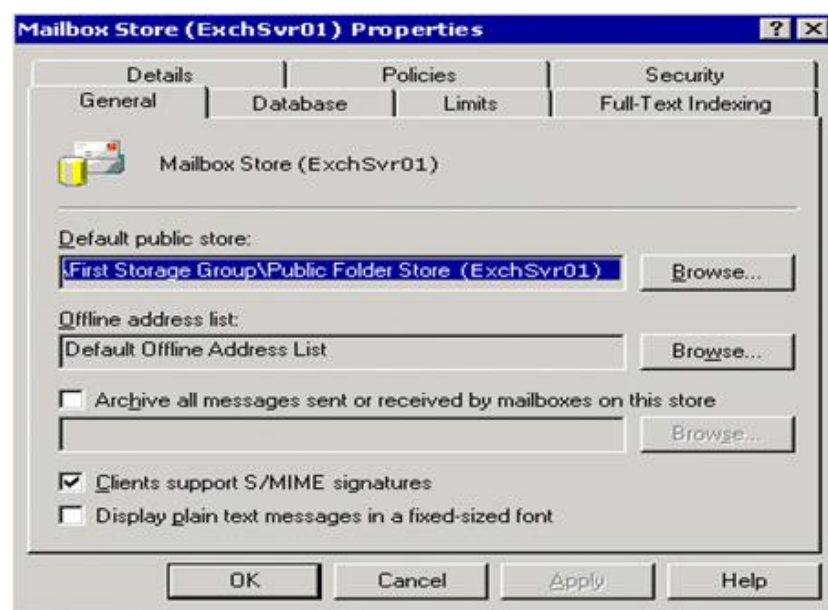 Mailbox Store (ExchSvr01) Properties
Details Policies Security
General Database Limits Full-Text Indexing
Mailbox Store (ExchSvr01)
Default public store:
\First Storage Group\Public Folder Store (ExchSvr01) Browse...
Offline address list:
Default Offline Address List Browse...
Archive all messages sent or received by mailboxes on this store
Browse...
Clients support S/MIME signatures
Display plain text messages in a fixed-sized font
OK Cancel Apply Help